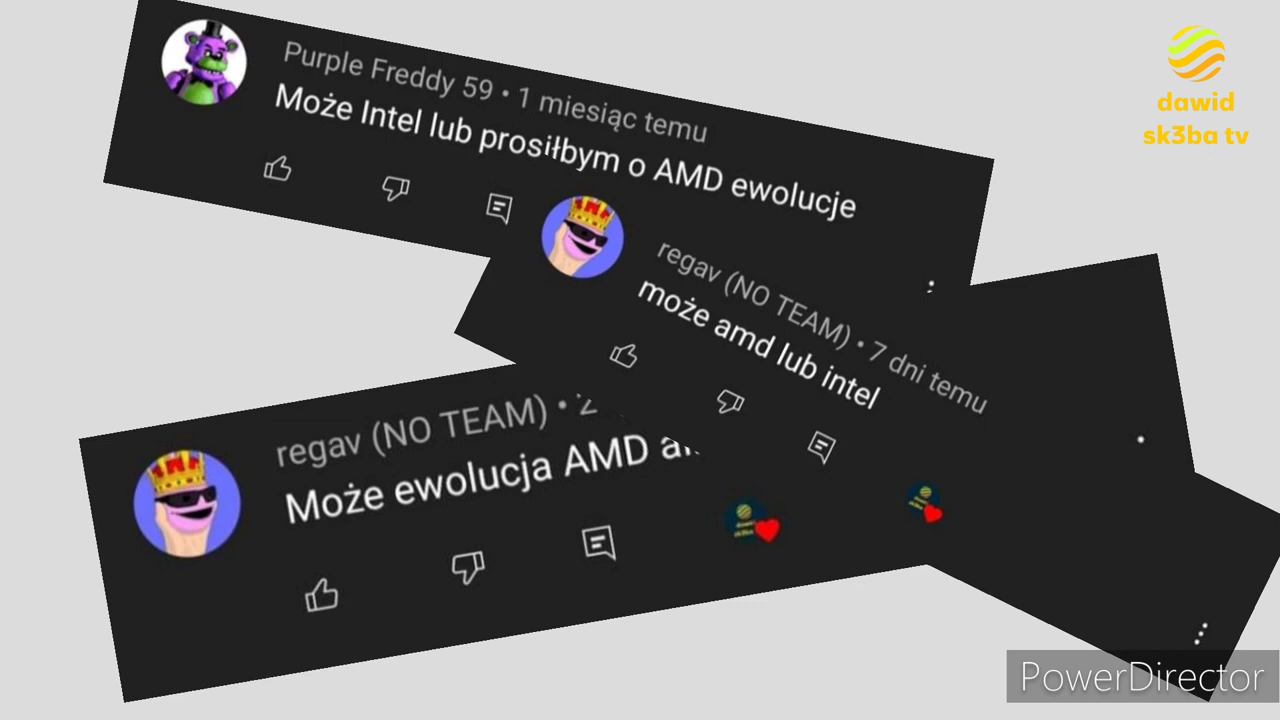 Purple Freddy 59 • 1 miesiąc temu
Może Intel lub prosiłbym o AMD ewolucje
dawid
sk3ba tv
regav (NO TEAM) • 7 dni temu
może amd lub intel
regav (NO TEAM) •
Może ewolucja AMD
PowerDirector